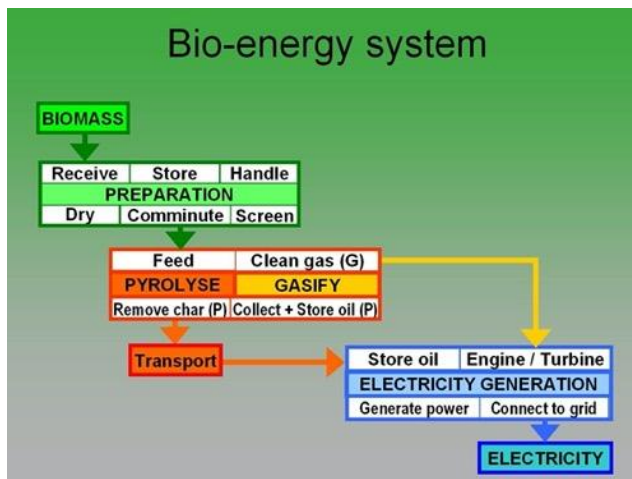 Bio-energy system
BIOMASS
Receive Store Handle
PREPARATION
Dry Comminute Screen
Feed Clean gas (G)
PYROLYSE GASIFY
Remove char (P) Collect + Store oil (P)
Transport
Store oil Engine / Turbine
ELECTRICITY GENERATION
Generate power Connect to grid
ELECTRICITY